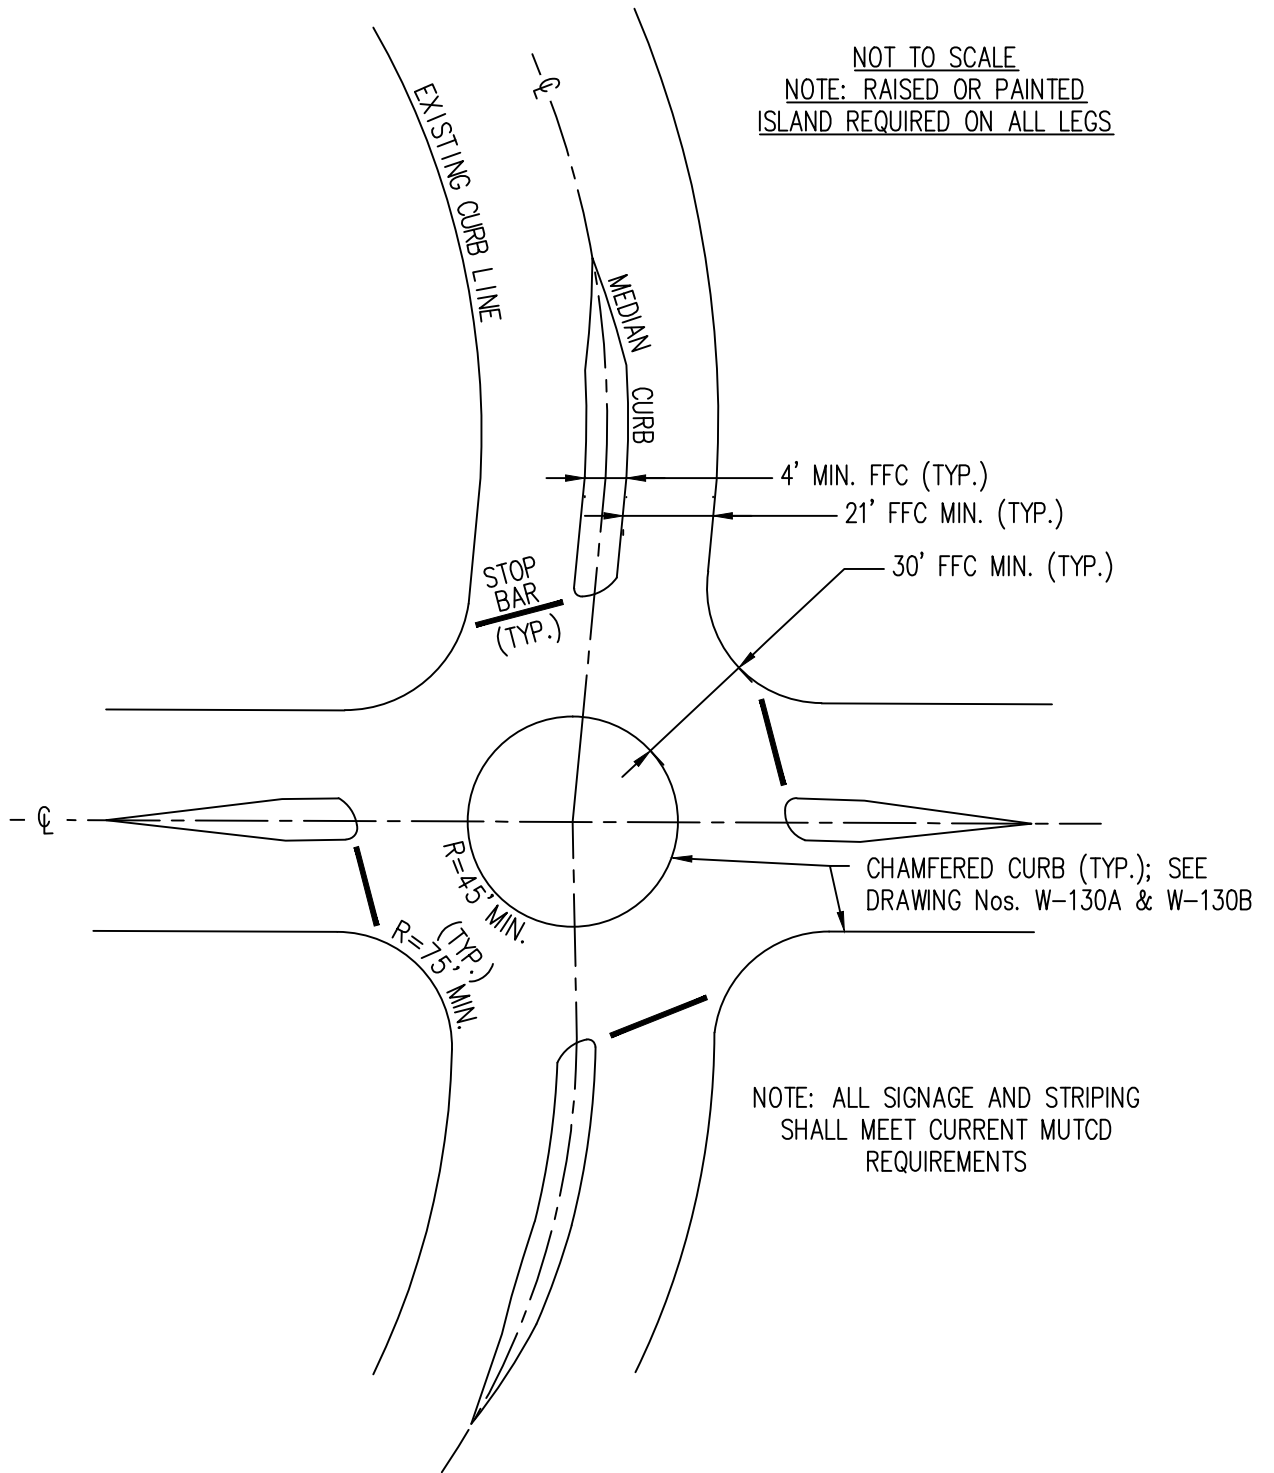 NOT TO SCALE
NOTE: RAISED OR PAINTED
ISLAND REQUIRED ON ALL LEGS
℄
EXISTING CURB LINE
MEDIAN CURB
4' MIN. FFC (TYP.)
21' FFC MIN. (TYP.)
30' FFC MIN. (TYP.)
STOP
BAR
(TYP.)
℄
CHAMFERED CURB (TYP.); SEE
DRAWING Nos. W-130A & W-130B
R=45' MIN.
(TYP.)
R=75' MIN.
NOTE: ALL SIGNAGE AND STRIPING
SHALL MEET CURRENT MUTCD
REQUIREMENTS